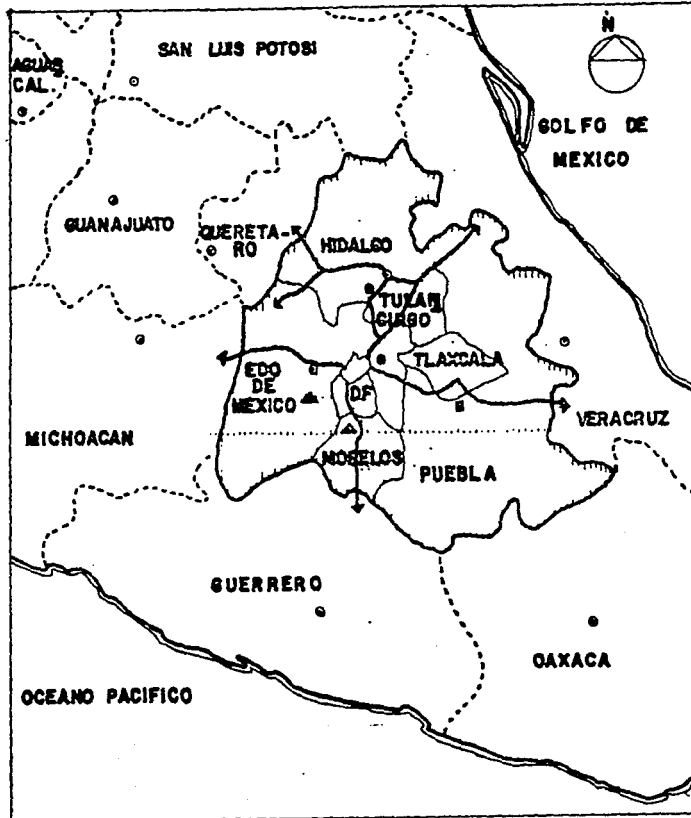 SAN LUIS POTOSI
N
AGUAS
CAL.
GOLFO DE
MEXICO
GUANAJUATO
QUERETA-
RO
HIDALGO
TULAN
CINGO
TLAXCALA
EDO
DE
MEXICO
D.F
VERACRUZ
MICHOACAN
MORELOS
PUEBLA
GUERRERO
OAXACA
OCEANO PACIFICO